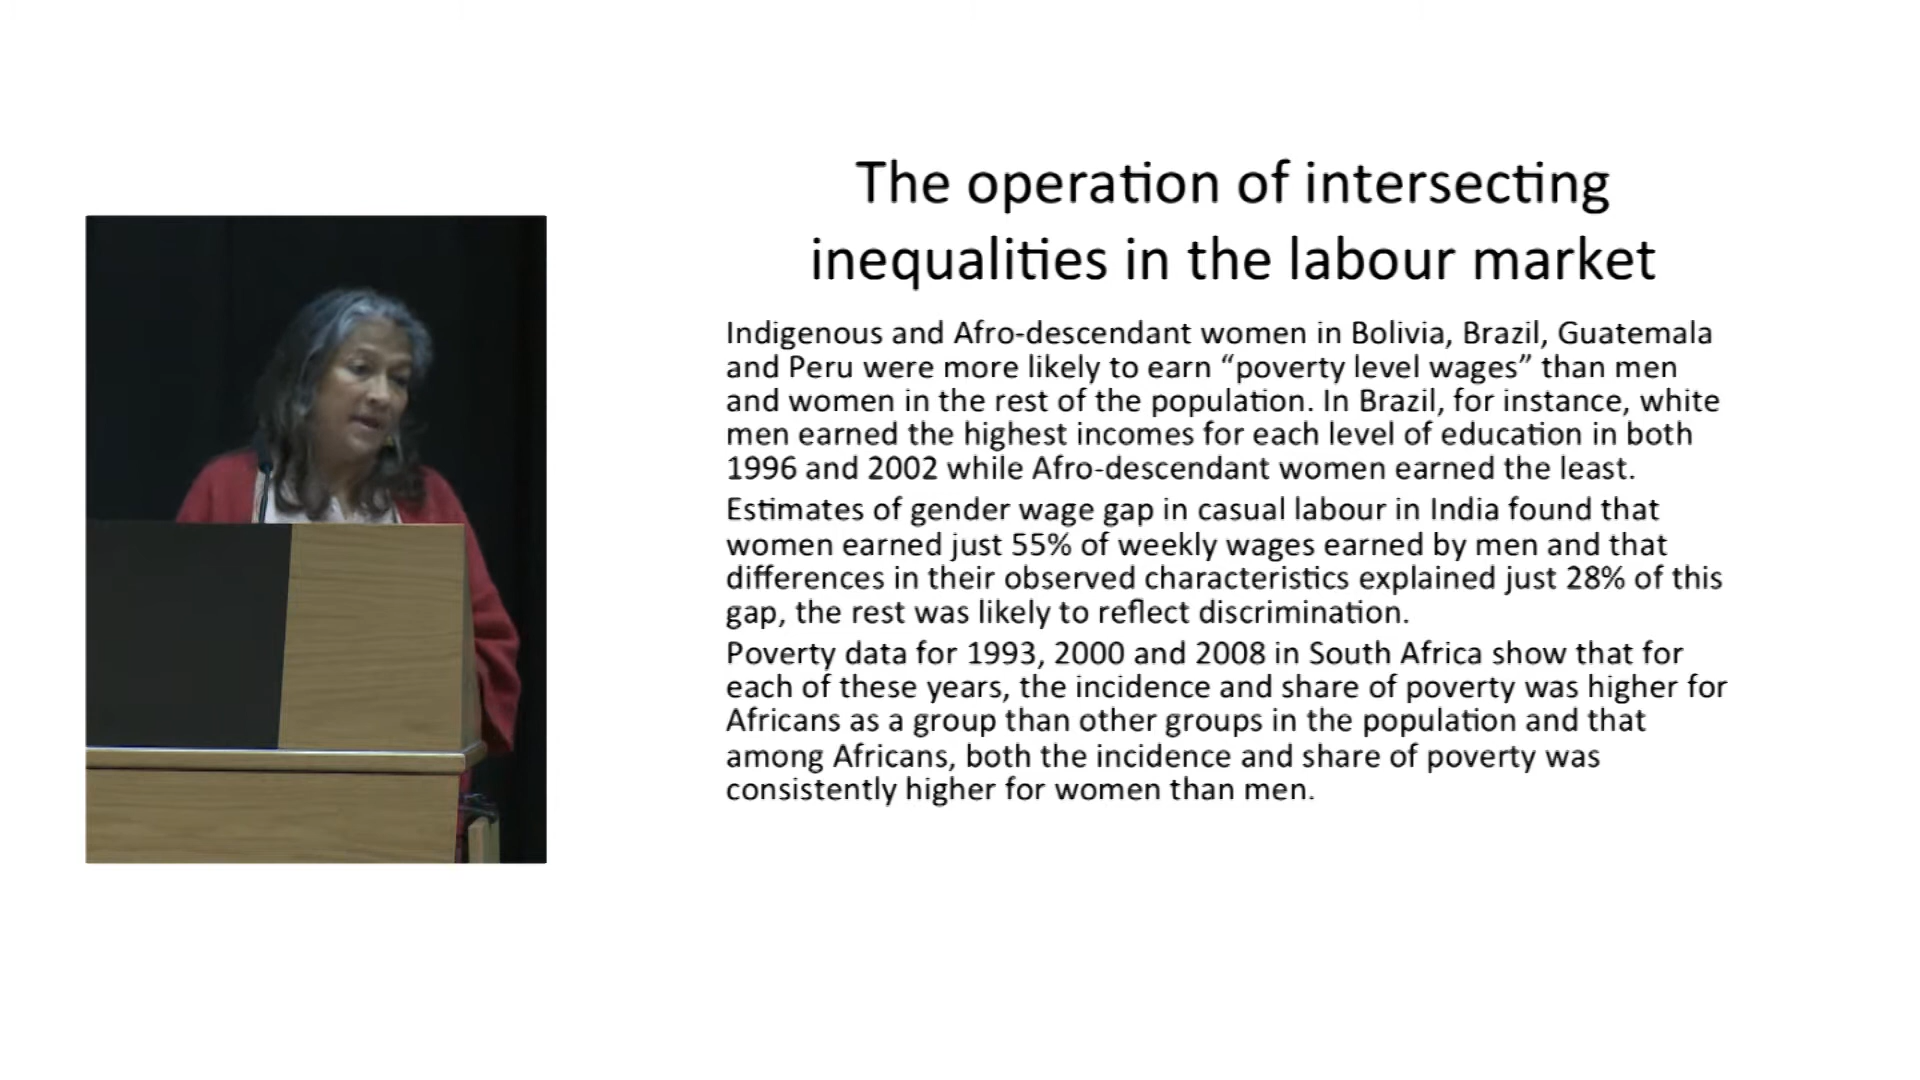 The operation of intersecting
inequalities in the labour market
Indigenous and Afro-descendant women in Bolivia, Brazil, Guatemala
and Peru were more likely to earn “poverty level wages” than men
and women in the rest of the population. In Brazil, for instance, white
men earned the highest incomes for each level of education in both
1996 and 2002 while Afro-descendant women earned the least.
Estimates of gender wage gap in casual labour in India found that
women earned just 55% of weekly wages earned by men and that
differences in their observed characteristics explained just 28% of this
gap, the rest was likely to reflect discrimination.
Poverty data for 1993, 2000 and 2008 in South Africa show that for
each of these years, the incidence and share of poverty was higher for
Africans as a group than other groups in the population and that
among Africans, both the incidence and share of poverty was
consistently higher for women than men.